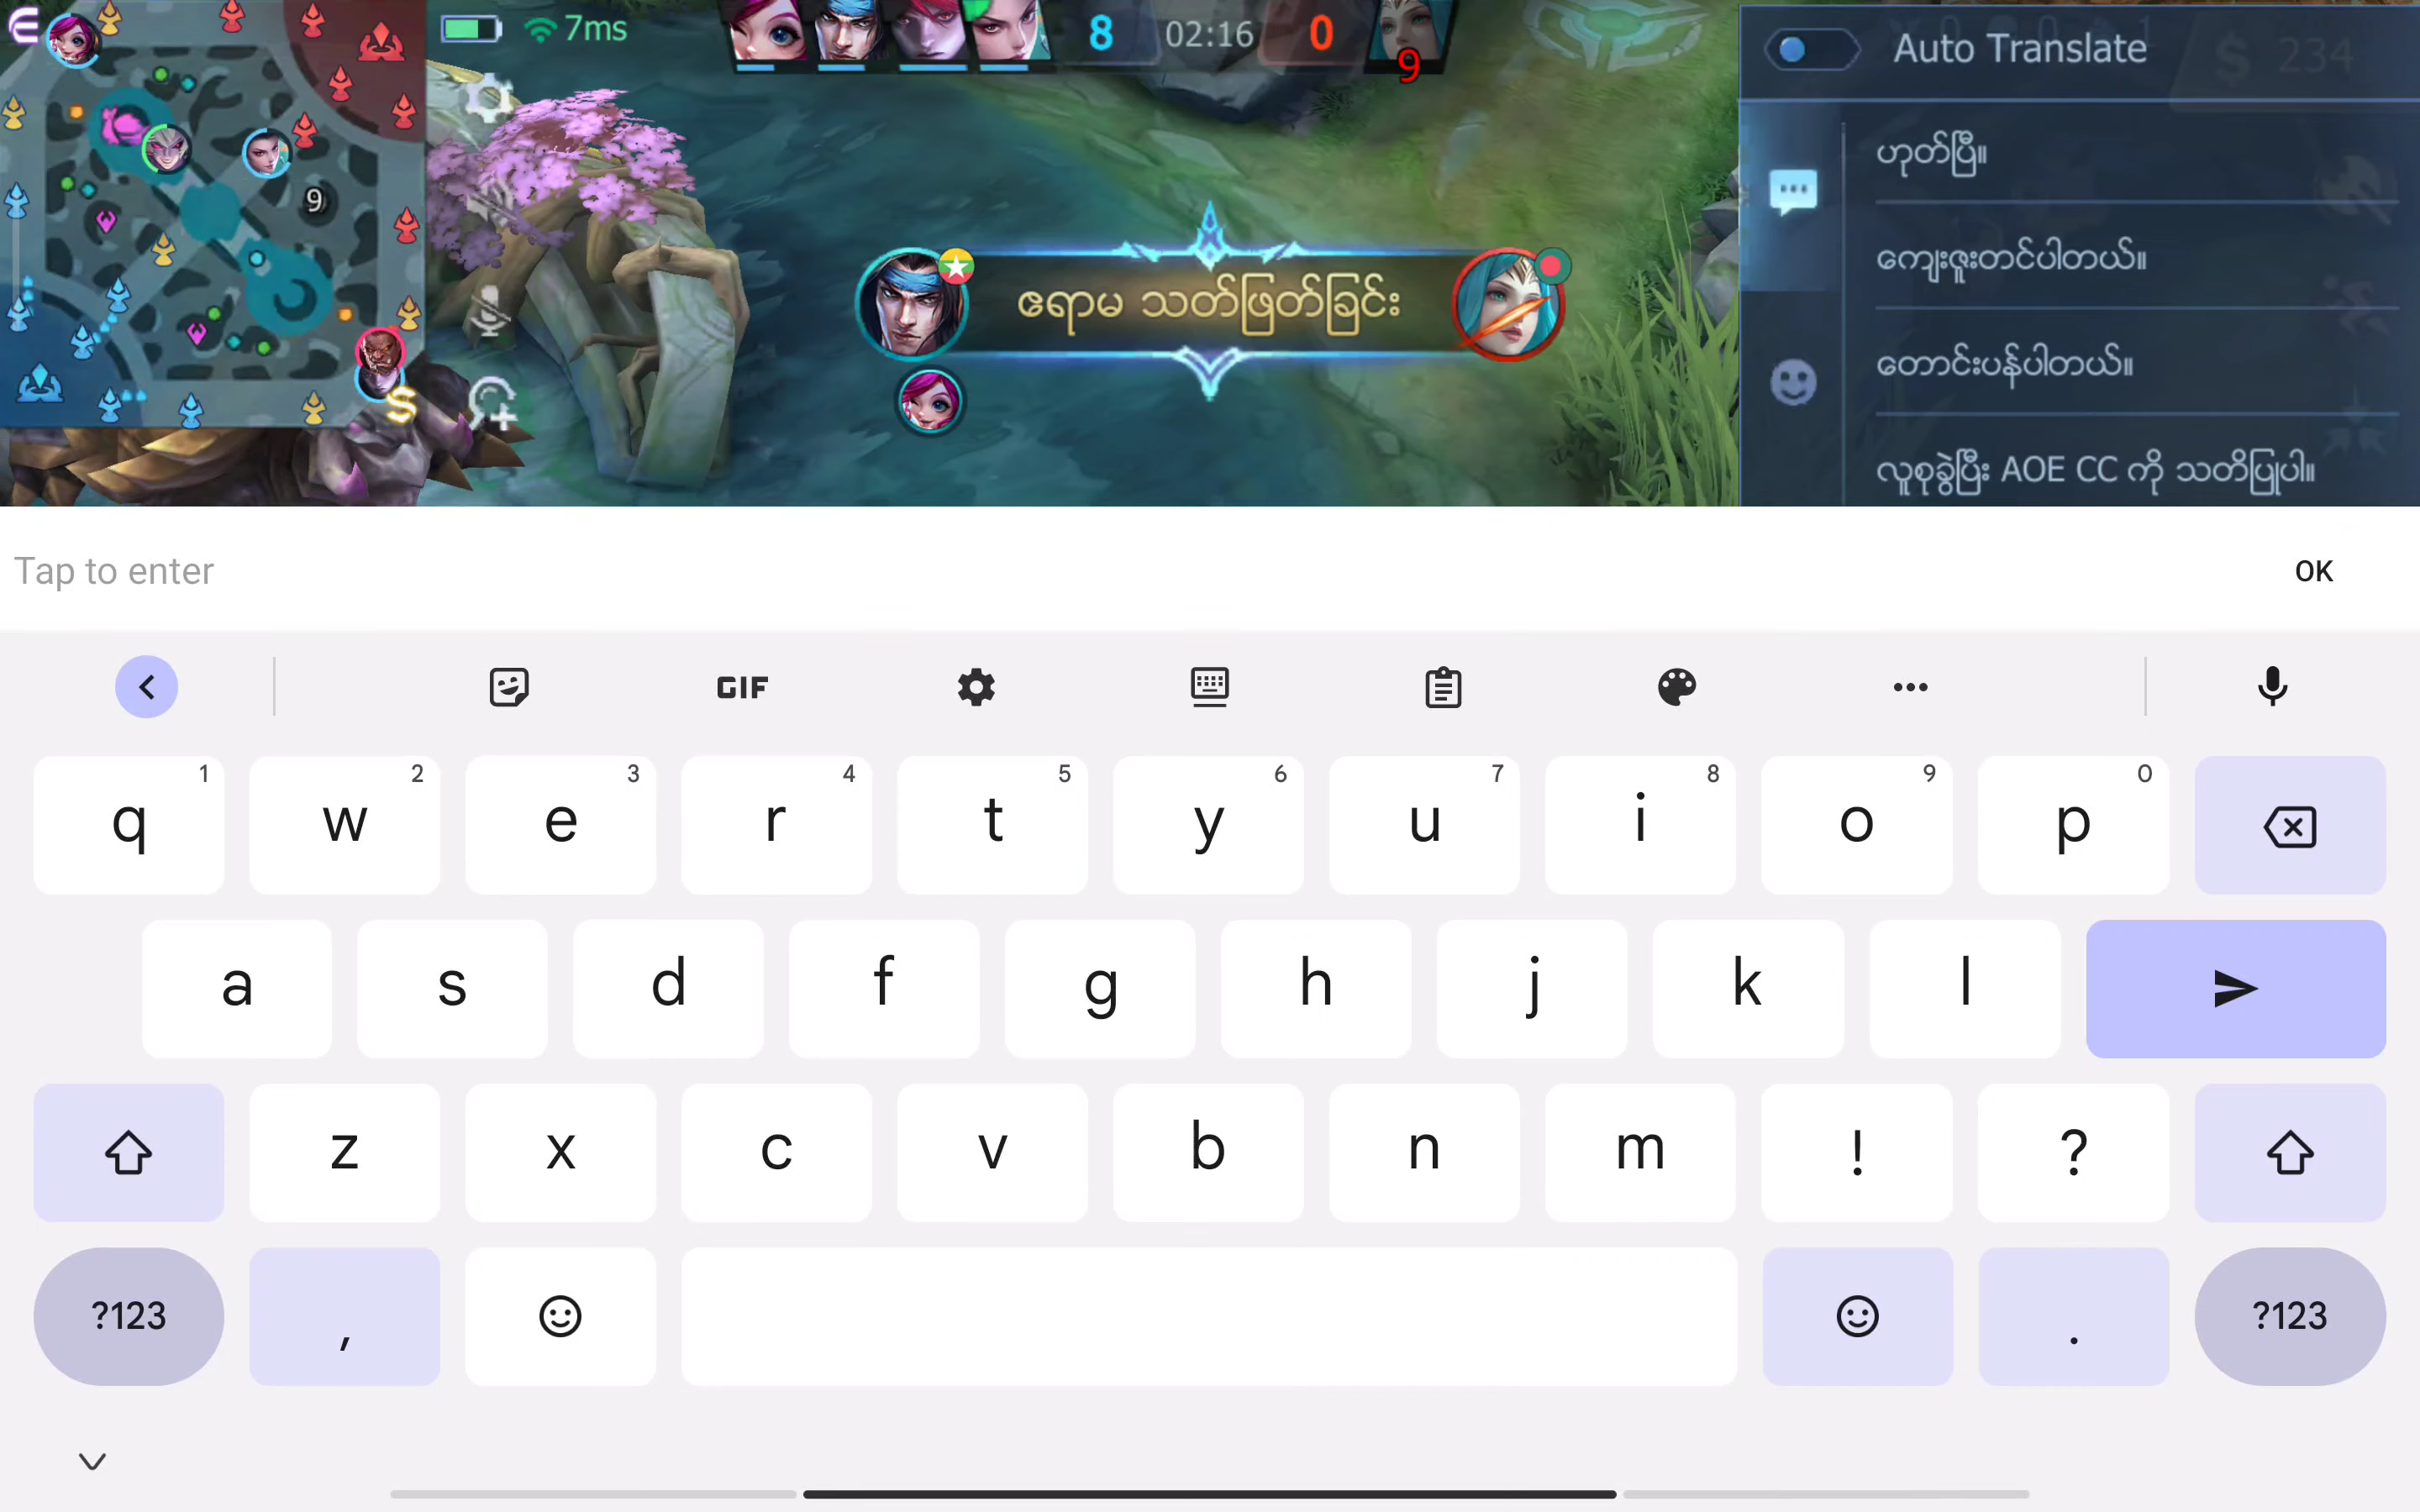 7ms
8
02:16
0
9
9
Auto Translate
$ 234
ဟုတ်ပြီ။
ကျေးဇူးတင်ပါတယ်။
တောင်းပန်ပါတယ်။
လူစုခွဲပြီး AOE CC ကို သတိပြုပါ။
ဧရာမ သတ်ဖြတ်ခြင်း
S
Tap to enter
OK
GIF
1 2 3 4 5 6 7 8 9 0
q w e r t y u i o p
a s d f g h j k l
z x c v b n m ! ?
?123 , . ?123